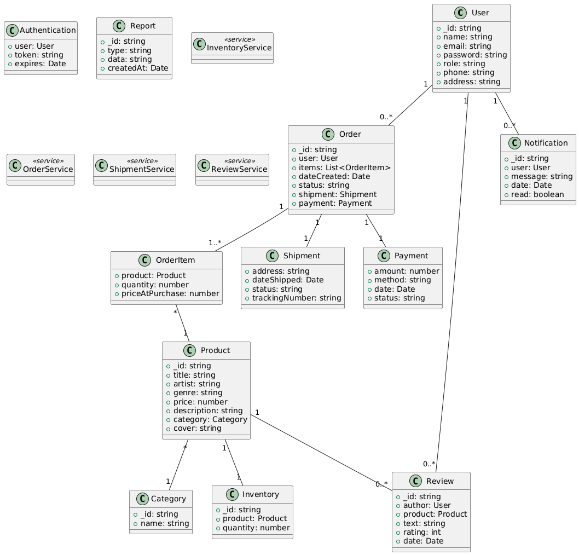 C Authentication
user: User
token: string
expires: Date
C Report
_id: string
type: string
data: string
createdAt: Date
C «service»
InventoryService
C User
_id: string
name: string
email: string
password: string
role: string
phone: string
address: string
C «service»
OrderService
C «service»
ShipmentService
C «service»
ReviewService
1
0..*
1
1
0..*
C Order
_id: string
user: User
items: List<OrderItem>
dateCreated: Date
status: string
shipment: Shipment
payment: Payment
C Notification
_id: string
user: User
message: string
date: Date
read: boolean
1
1..*
1
1
1
1
C OrderItem
product: Product
quantity: number
priceAtPurchase: number
C Shipment
address: string
dateShipped: Date
status: string
trackingNumber: string
C Payment
amount: number
method: string
date: Date
status: string
*
1
C Product
_id: string
title: string
artist: string
genre: string
price: number
description: string
category: Category
cover: string
*
1
1
1
1
0..*
0..*
C Category
_id: string
name: string
C Inventory
_id: string
product: Product
quantity: number
C Review
_id: string
author: User
product: Product
text: string
rating: int
date: Date